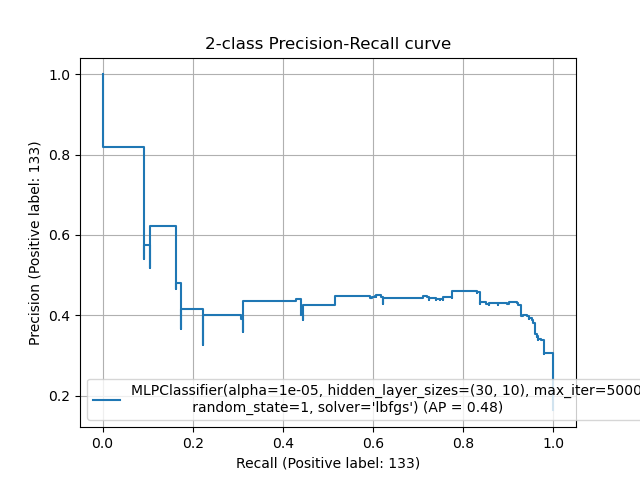 2-class Precision-Recall curve
1.0
0.8
0.6
0.4
0.2
Precision (Positive label: 133)
MLPClassifier(alpha=1e-05, hidden_layer_sizes=(30, 10), max_iter=5000
random_state=1, solver='lbfgs') (AP = 0.48)
0.0 0.2 0.4 0.6 0.8 1.0
Recall (Positive label: 133)